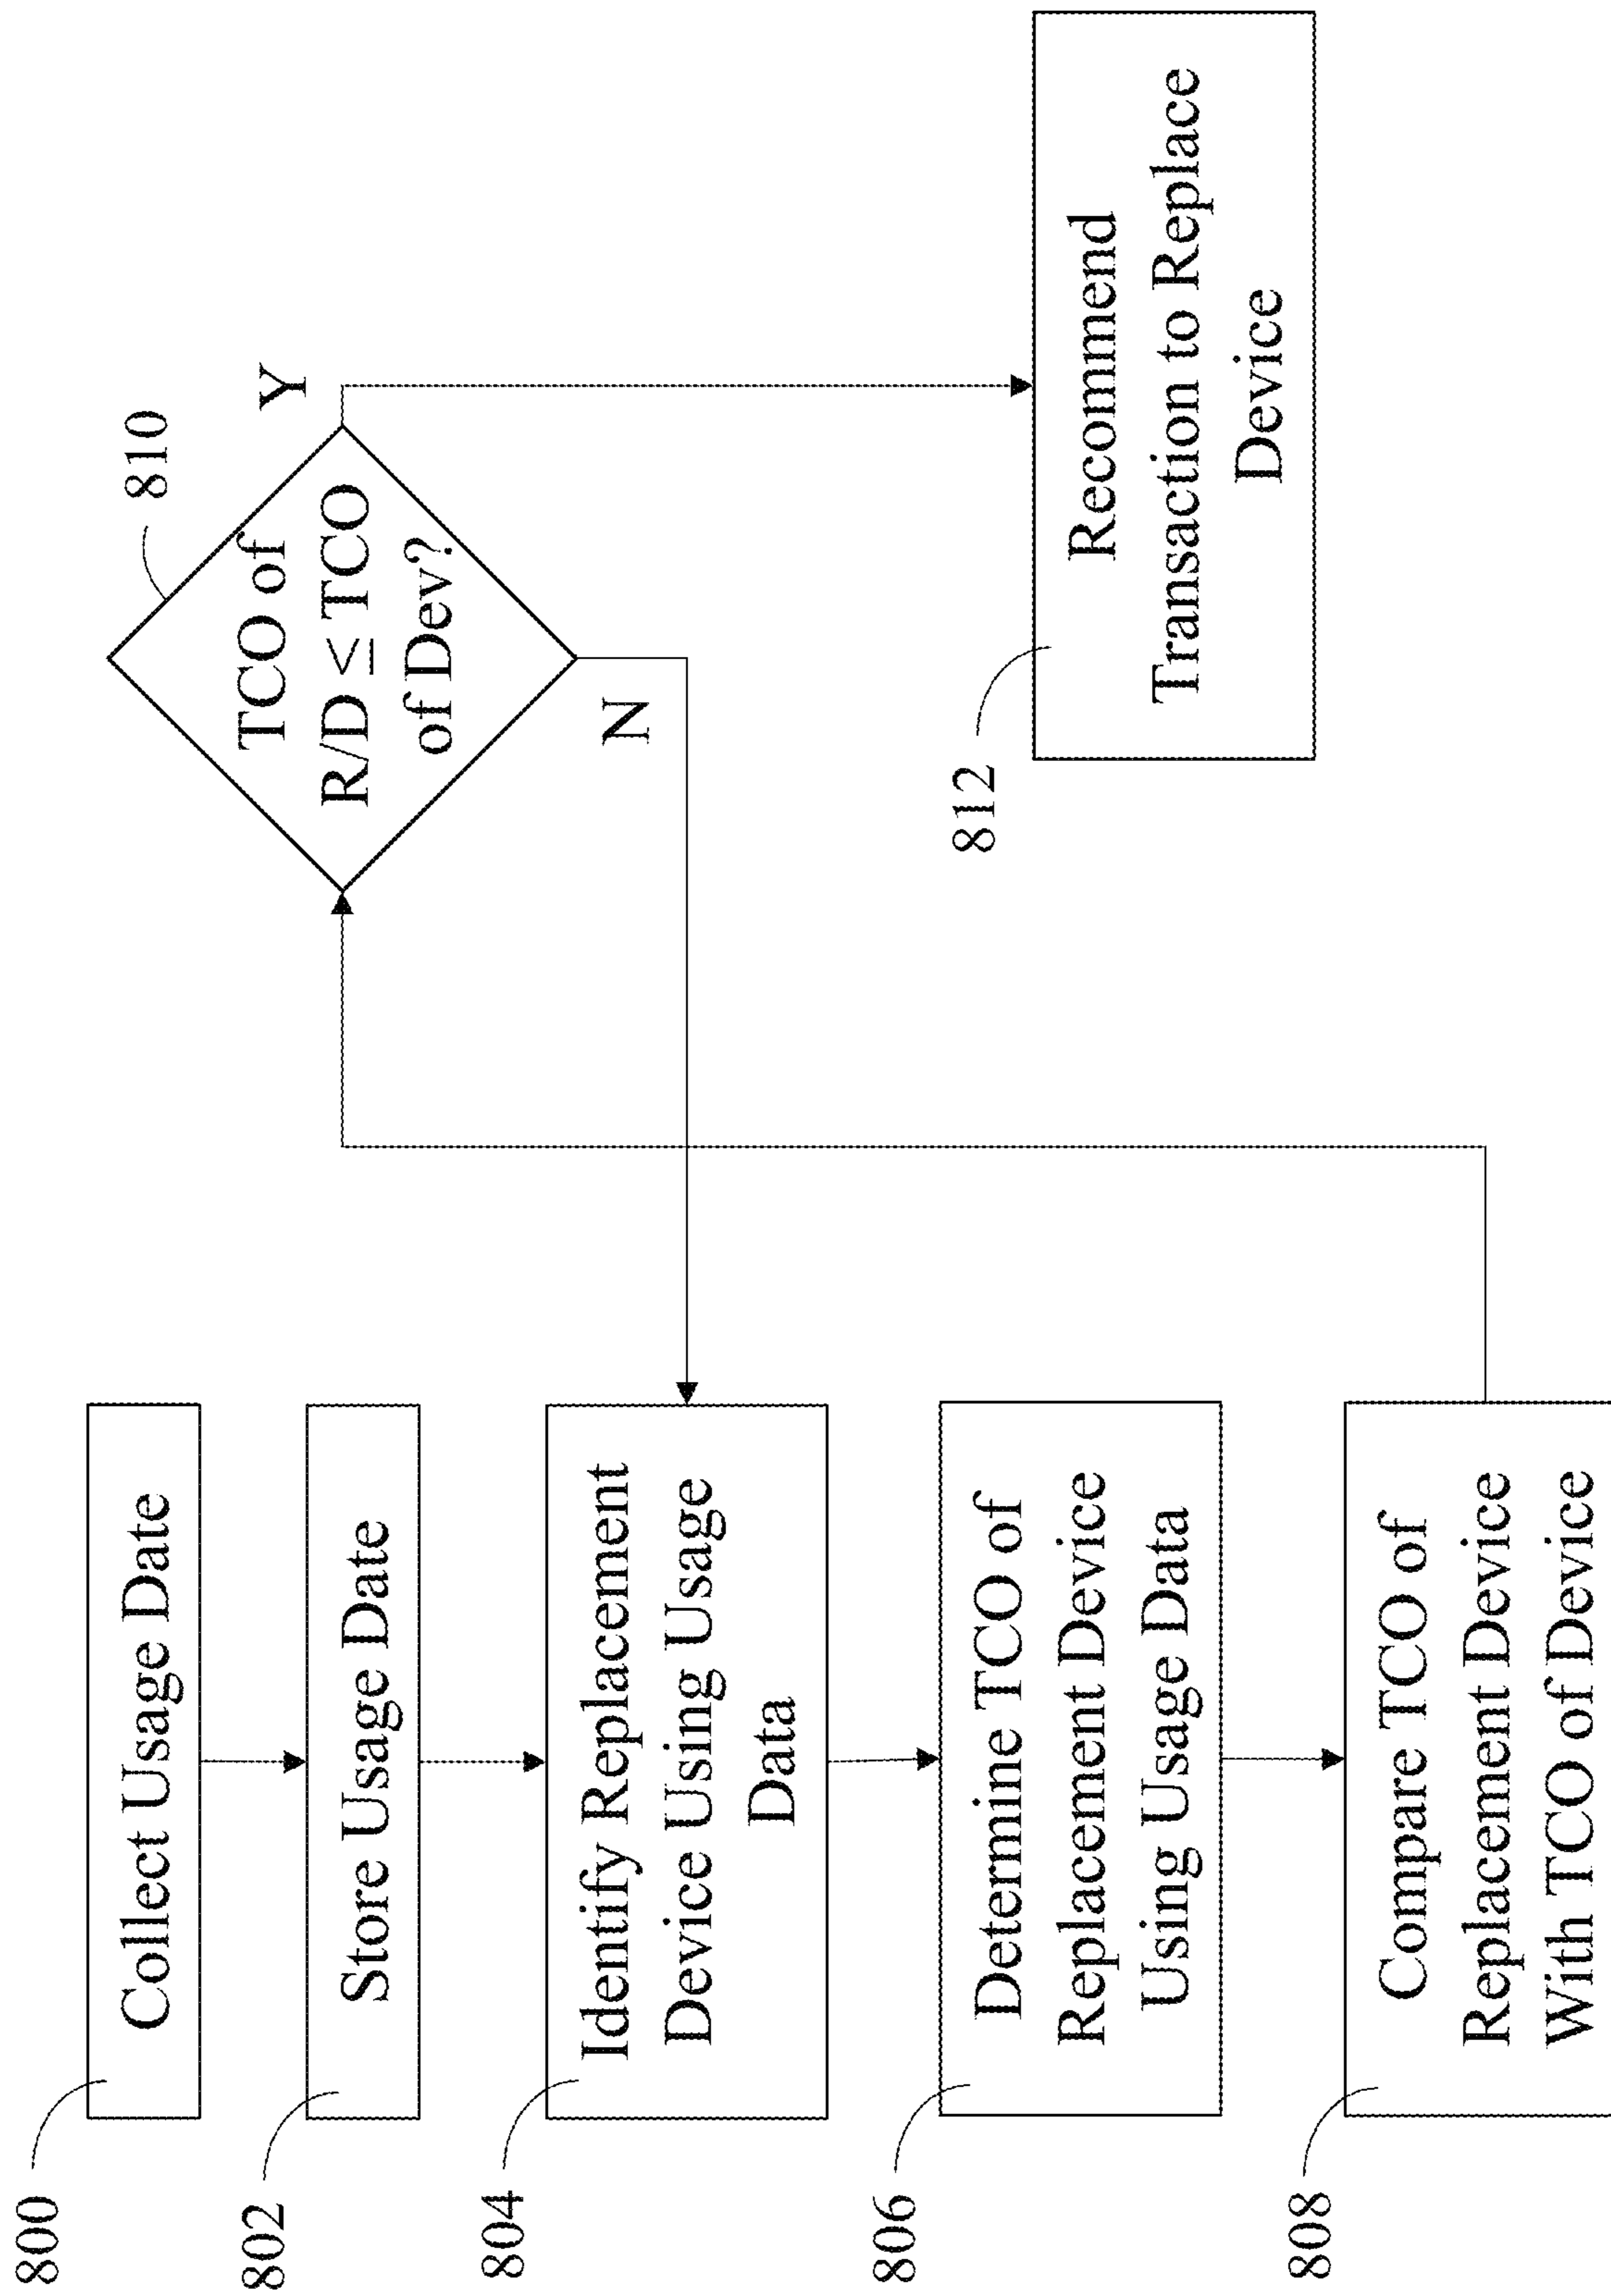 800
Collect Usage Date
802
Store Usage Date
804
Identify Replacement
Device Using Usage
Data
806
Determine TCO of
Replacement Device
Using Usage Data
808
Compare TCO of
Replacement Device
With TCO of Device
810
TCO of
R/D ≤ TCO
of Dev?
Y
N
812
Recommend
Transaction to Replace
Device